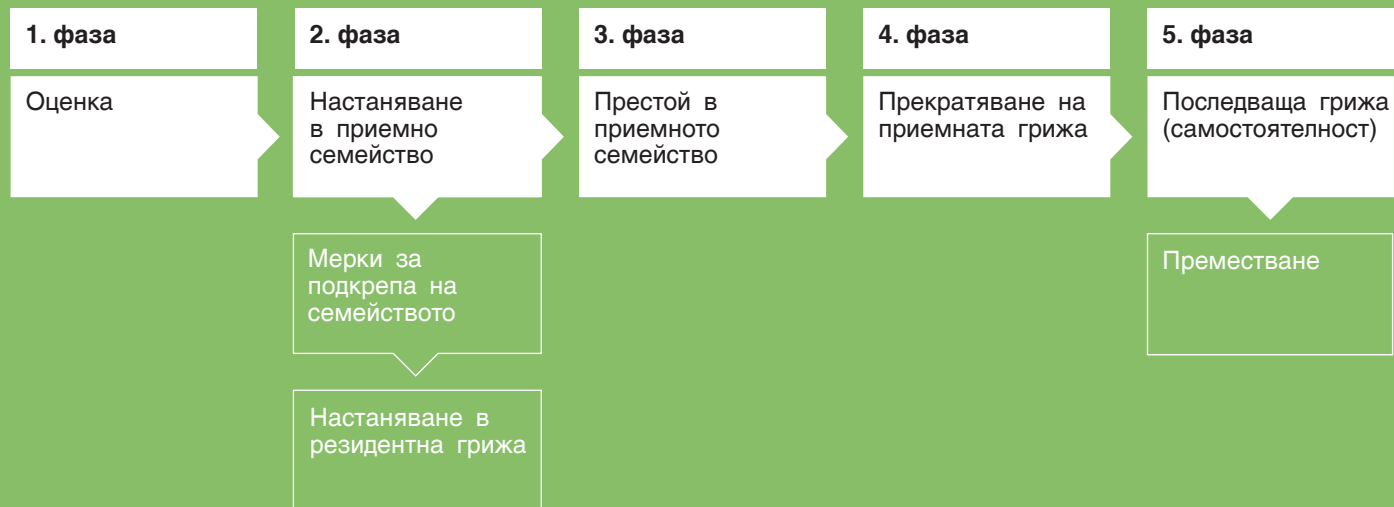 1. фаза
Оценка
2. фаза
Настаняване
в приемно
семейство
Мерки за
подкрепа на
семейството
Настаняване в
резидентна грижа
3. фаза
Престой в
приемното
семейство
4. фаза
Прекратяване на
приемната грижа
5. фаза
Последваща грижа
(самостоятелност)
Преместване